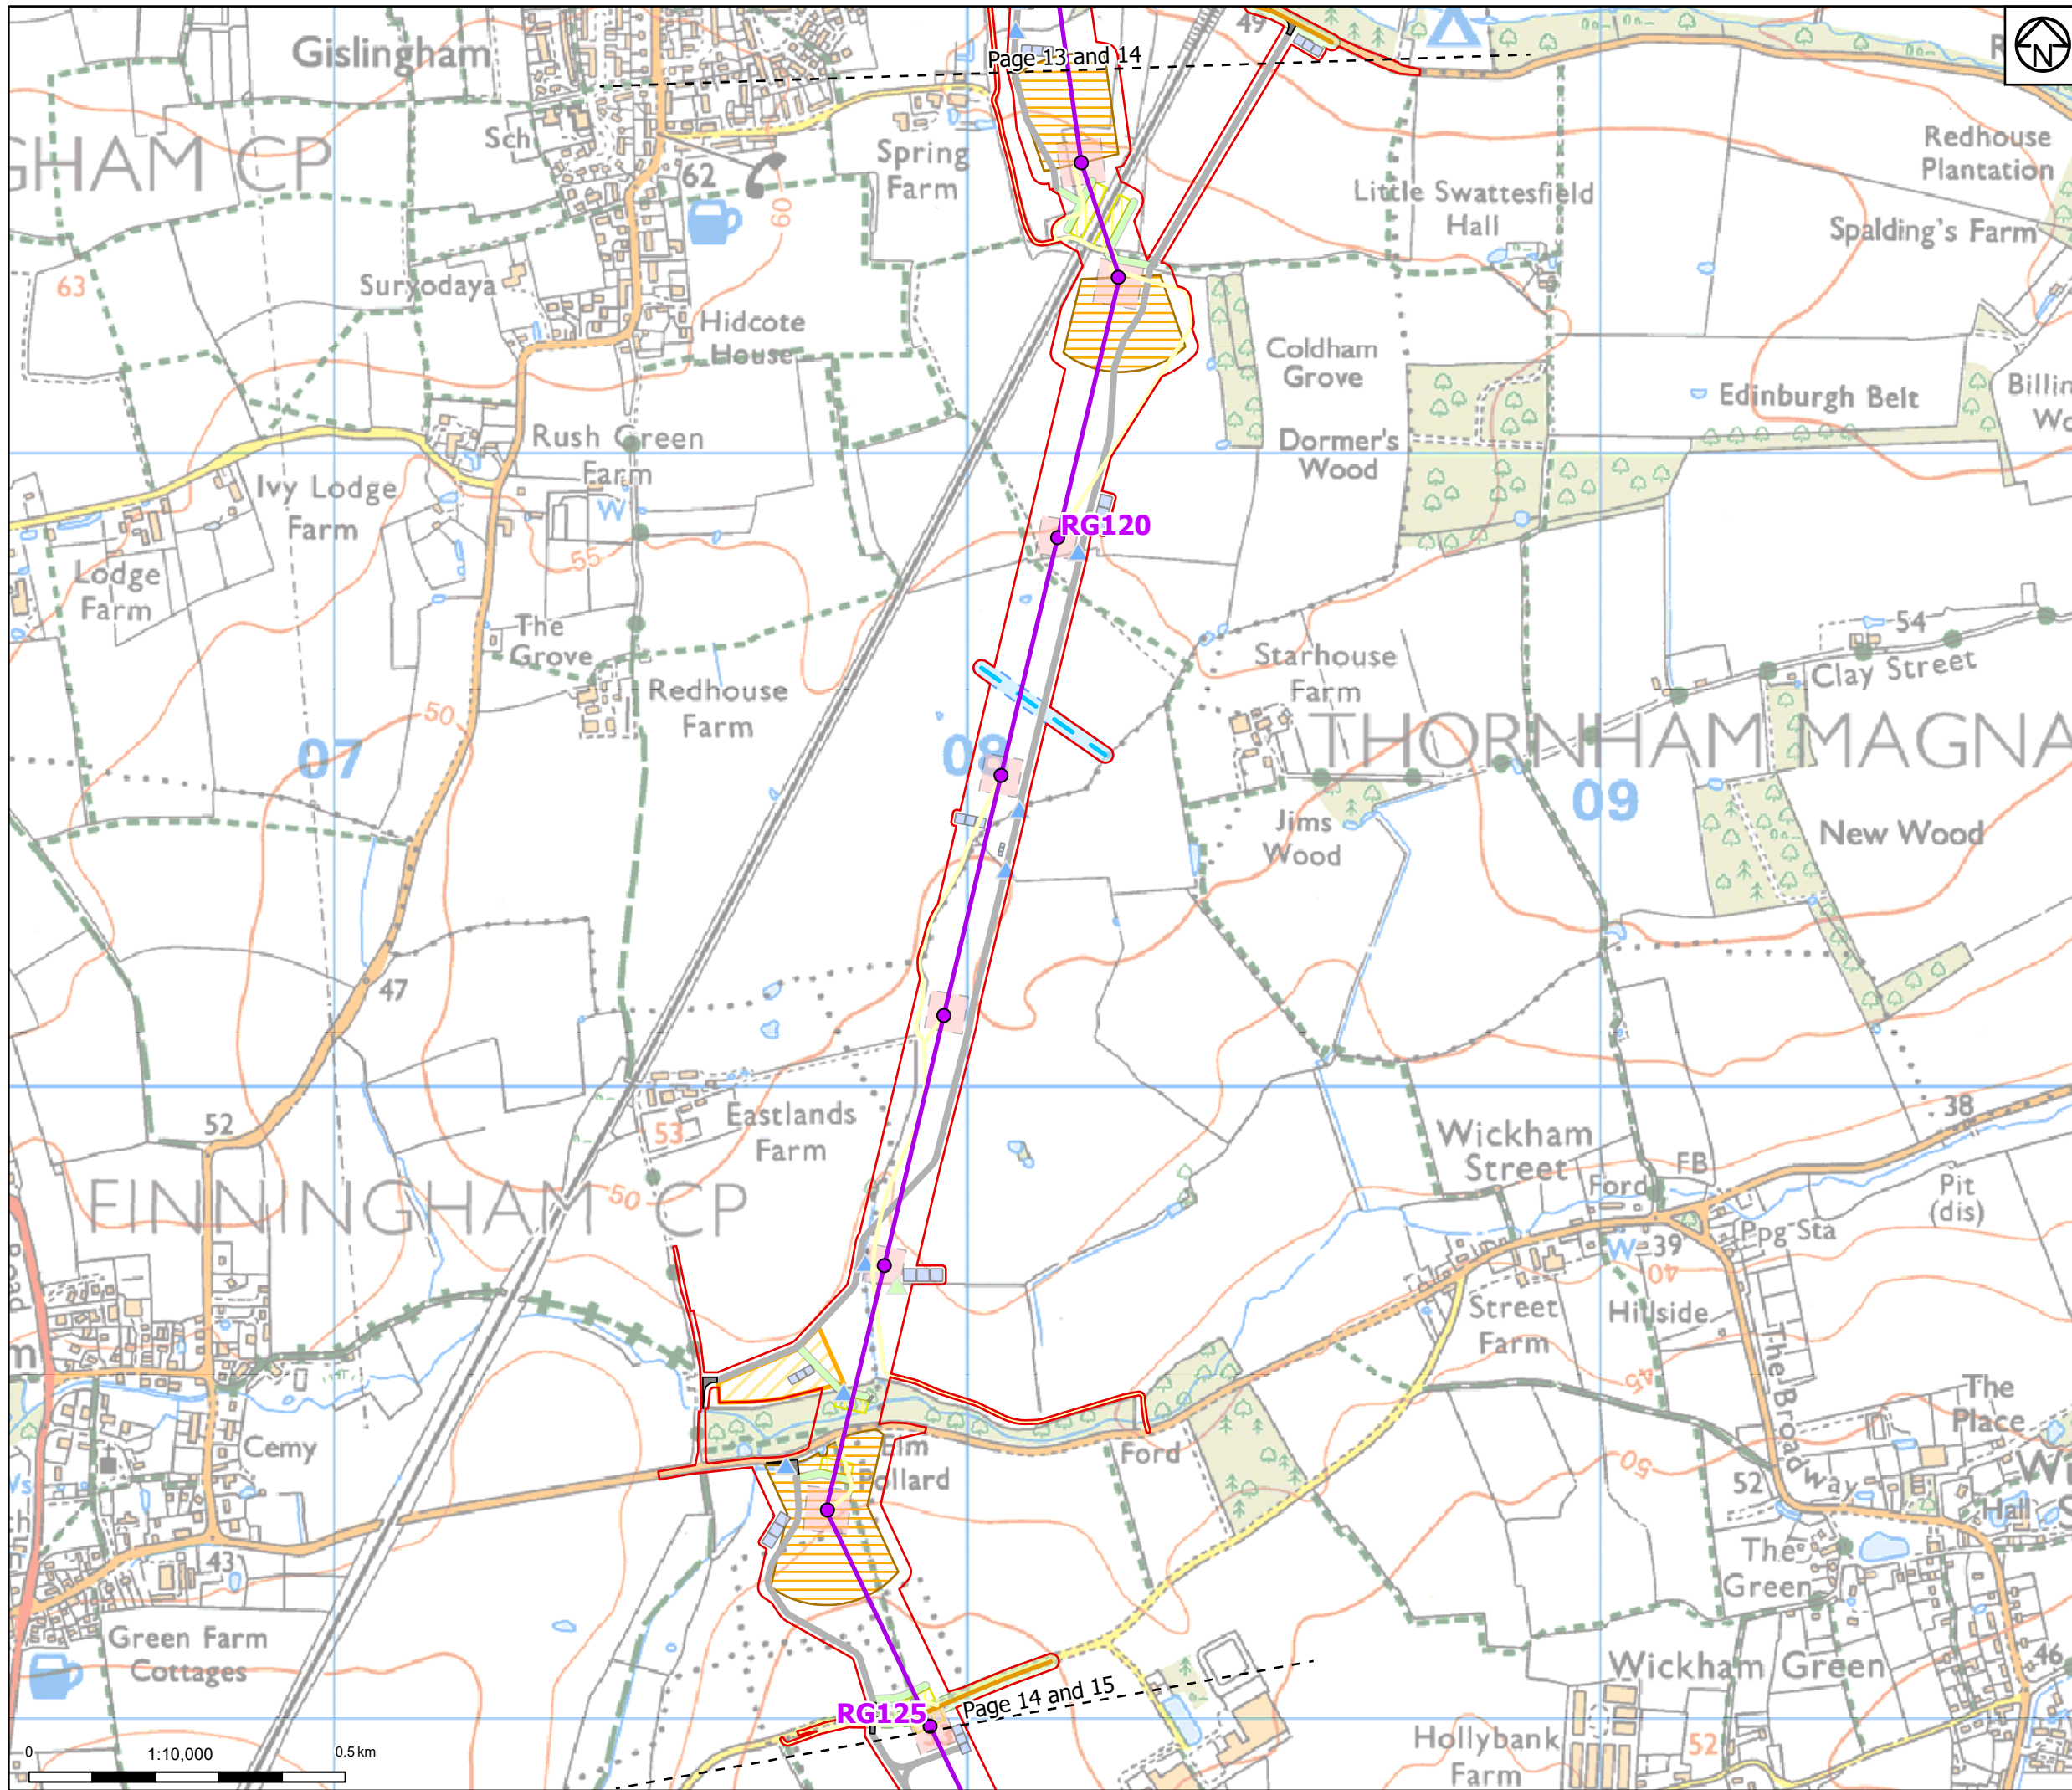 Gislingham
49
N
Page 13 and 14
Sch
GHAM CP
62
60
Spring
Farm
Little Swattesfield
Hall
Redhouse
Plantation
Spalding's Farm
63
Suryodaya
Hidcote
House
Coldham
Grove
Edinburgh Belt
Dormer's
Wood
Rush Green
Farm
W
Ivy Lodge
Farm
RG120
55
Lodge
Farm
The
Grove
54
Clay Street
Starhouse
Farm
Redhouse
Farm
50
THORNHAM MAGNA
07
08
09
Jims
Wood
New Wood
47
52
Eastlands
Farm
53
38
Wickham
Street
FB
Ford
Pit
(dis)
FINNINGHAM CP
50
Ppg Sta
W
39
40
Street
Farm
Hillside
The Broadway
45
The
Place
Cemy
Elm
Pollard
Ford
50
52
Hall
43
The
Green
Green Farm
Cottages
Wickham Green
46
Page 14 and 15
RG125
Hollybank
Farm
52
0
1:10,000
0.5 km